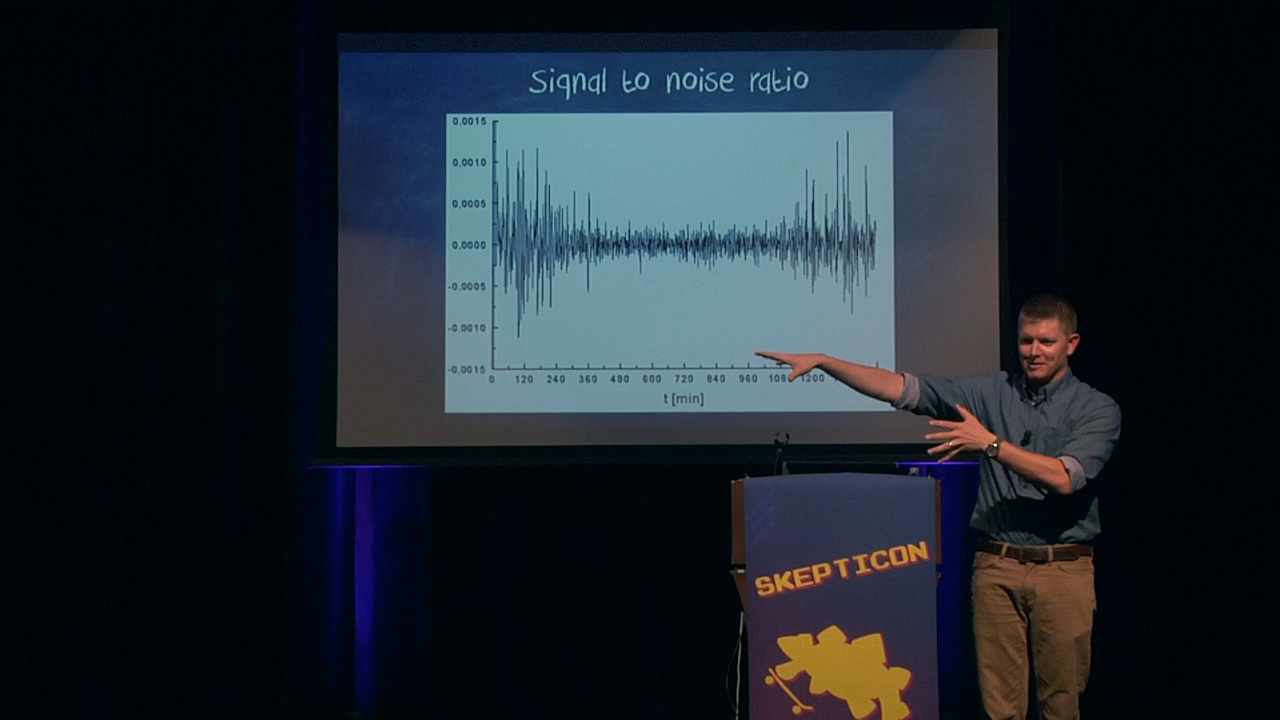 Signal to noise ratio
0,0015
0,0010
0,0005
0,0000
-0,0005
-0,0010
-0,0015
0 120 240 360 480 600 720 840 960 1080 1200
t [min]
SKEPTICON